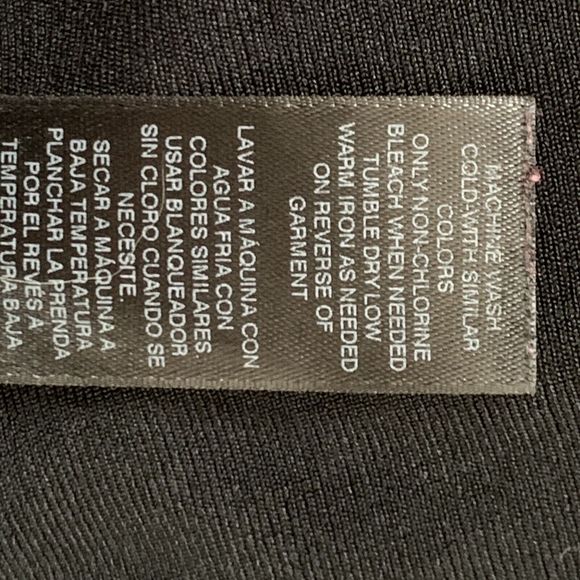 MACHINE WASH
COLD-WITH SIMILAR
COLORS
ONLY NON-CHLORINE
BLEACH WHEN NEEDED
TUMBLE DRY LOW
WARM IRON AS NEEDED
ON REVERSE OF
GARMENT
LAVAR A MÁQUINA CON
AGUA FRIA CON
COLORES SIMILARES
USAR BLANQUEADOR
SIN CLORO CUANDO SE
NECESITE.
SECAR A MÁQUINA A
BAJA TEMPERATURA
PLANCHAR LA PRENDA
POR EL REVÉS A
TEMPERATURA BAJA